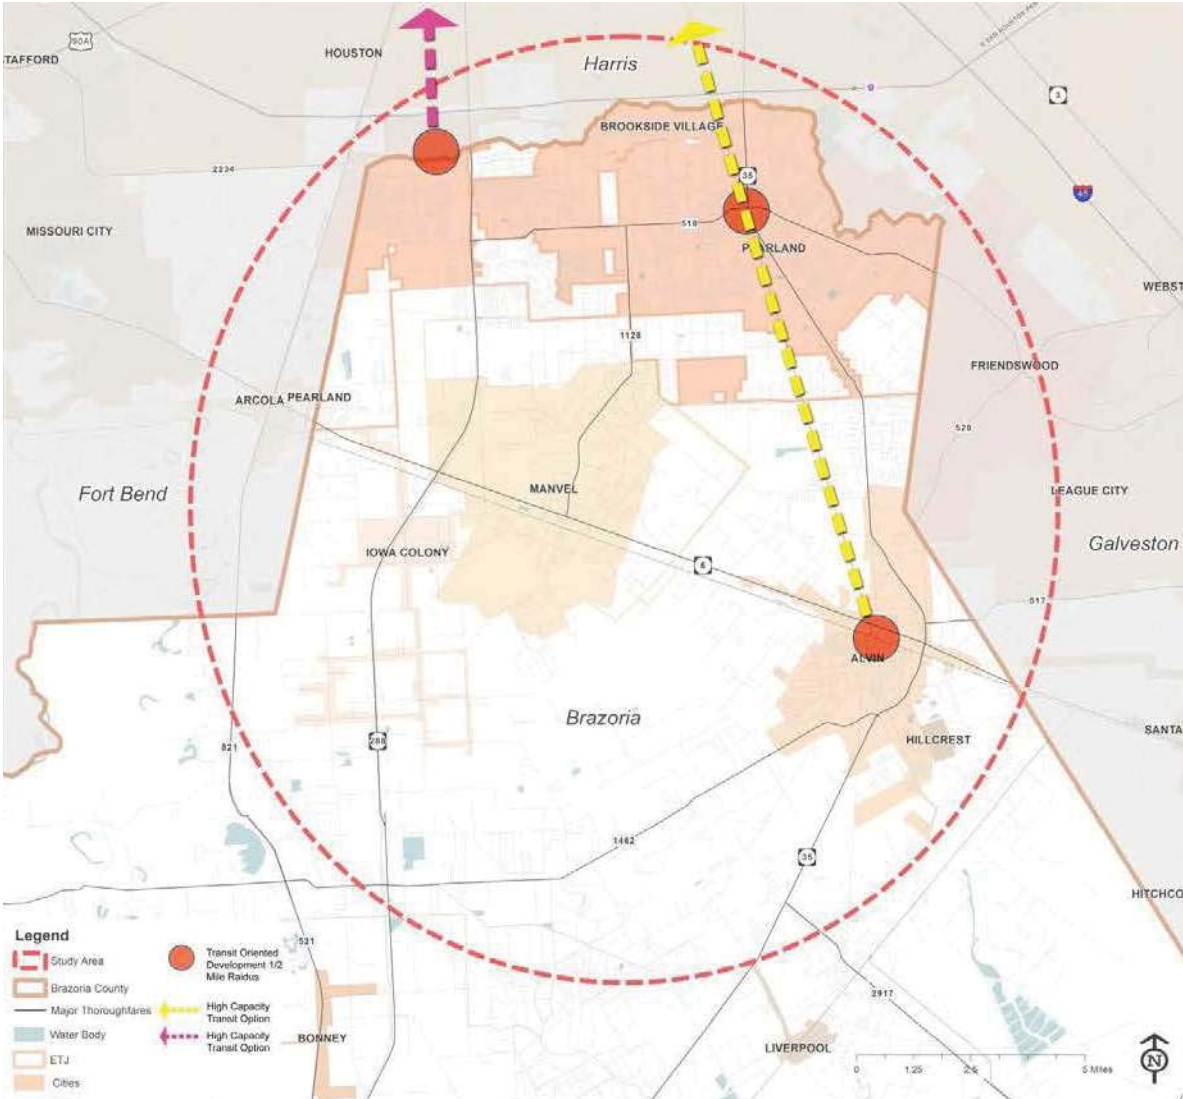 90A
STAFFORD
HOUSTON
Harris
3
BROOKSIDE VILLAGE
2234
35
45
MISSOURI CITY
518
PEARLAND
WEBST
1128
FRIENDSWOOD
ARCOLA
PEARLAND
528
Fort Bend
MANVEL
LEAGUE CITY
Galveston
IOWA COLONY
6
517
ALVIN
Brazoria
SANTA
288
521
HILLCREST
1462
35
HITCHCO
Legend
Study Area
Brazoria County
Major Thoroughfares
Water Body
ETJ
Cities
Transit Oriented
Development 1/2
Mile Raidus
High Capacity
Transit Option
High Capacity
Transit Option
521
BONNEY
2917
LIVERPOOL
0
1.25
2.5
5 Miles
N